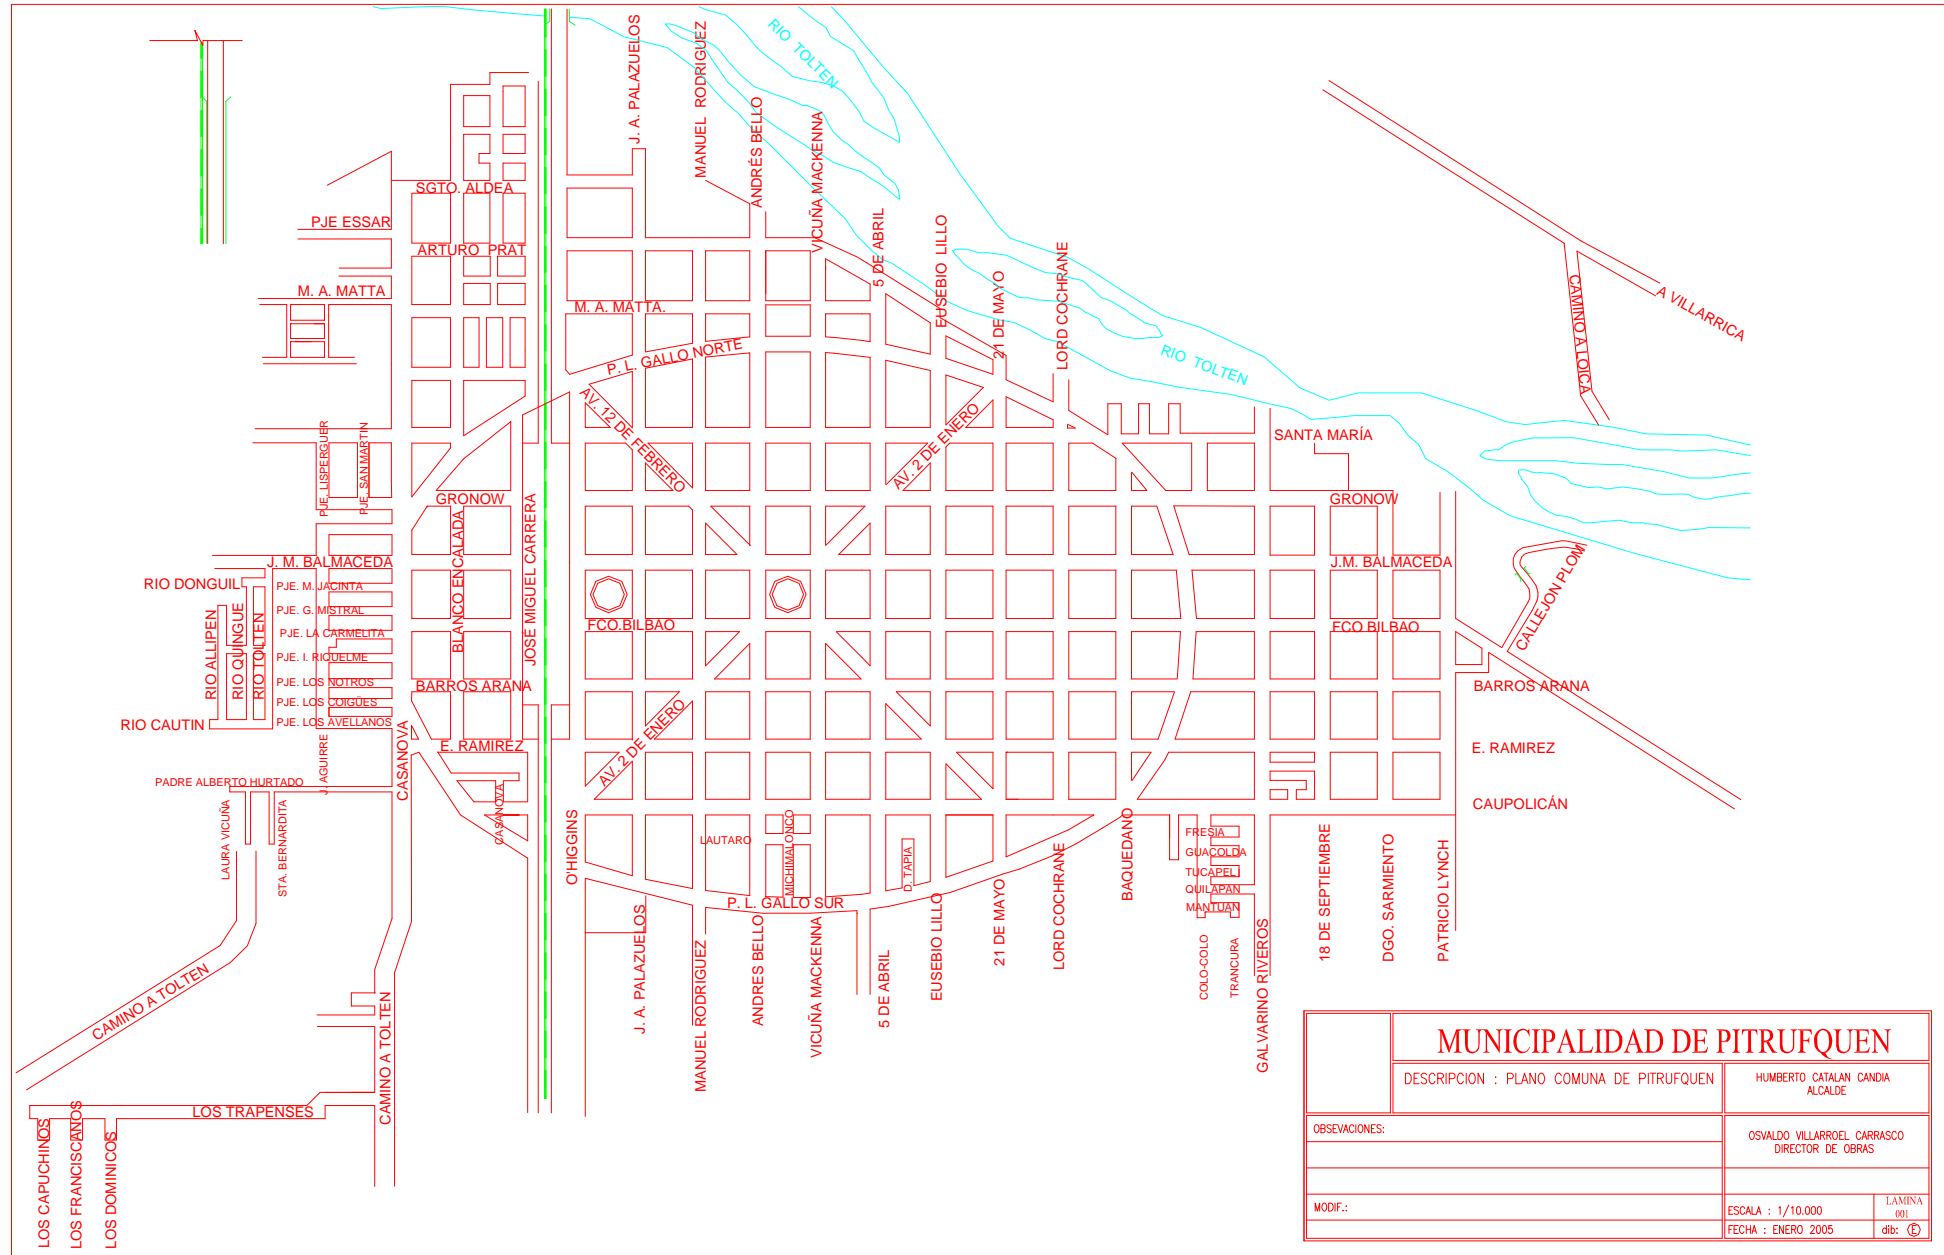 J. A. PALAZUELOS
MANUEL RODRIGUEZ
ANDRÉS BELLO
VICUÑA MACKENNA
5 DE ABRIL
EUSEBIO LILLO
21 DE MAYO
LORD COCHRANE
RIO TOLTEN
RIO TOLTEN
A VILLARRICA
CAMINO A LOICA
SGTO. ALDEA
PJE ESSAR
ARTURO PRAT
M. A. MATTA
M. A. MATTA.
P. L. GALLO NORTE
AV. 12 DE FEBRERO
AV. 2 DE ENERO
SANTA MARÍA
PJE. LISPERGUER
PJE. SAN MARTIN
GRONOW
GRONOW
BLANCO ENCALADA
JOSE MIGUEL CARRERA
J. M. BALMACEDA
J.M. BALMACEDA
RIO DONGUIL
PJE. M. JACINTA
PJE. G. MISTRAL
PJE. LA CARMELITA
PJE. I. RIQUELME
PJE. LOS NOTROS
PJE. LOS COIGÜES
PJE. LOS AVELLANOS
RIO ALLIPEN
RIO QUINGUE
RIO TOLTEN
RIO CAUTIN
FCO.BILBAO
FCO BILBAO
CALLEJON PLOM
BARROS ARANA
BARROS ARANA
E. RAMIREZ
E. RAMIREZ
AV. 2 DE ENERO
CASANOVA
J. AGUIRRE
PADRE ALBERTO HURTADO
CAUPOLICÁN
LAURA VICUÑA
STA. BERNARDITA
CASANOVA
O'HIGGINS
LAUTARO
MICHIMALONCO
D. TAPIA
P. L. GALLO SUR
BAQUEDANO
FRESIA
GUACOLDA
TUCAPEL
QUILAPAN
MANTUAN
COLO-COLO
TRANCURA
GALVARINO RIVEROS
18 DE SEPTIEMBRE
DGO. SARMIENTO
PATRICIO LYNCH
J. A. PALAZUELOS
MANUEL RODRIGUEZ
ANDRES BELLO
VICUÑA MACKENNA
5 DE ABRIL
EUSEBIO LILLO
21 DE MAYO
LORD COCHRANE
CAMINO A TOLTEN
CAMINO A TOLTEN
LOS TRAPENSES
LOS CAPUCHINOS
LOS FRANCISCANOS
LOS DOMINICOS
MUNICIPALIDAD DE PITRUFQUEN
DESCRIPCION : PLANO COMUNA DE PITRUFQUEN
HUMBERTO CATALAN CANDIA
ALCALDE
OBSEVACIONES:
OSVALDO VILLARROEL CARRASCO
DIRECTOR DE OBRAS
MODIF.:
ESCALA : 1/10.000
LAMINA
001
FECHA : ENERO 2005
dib: E